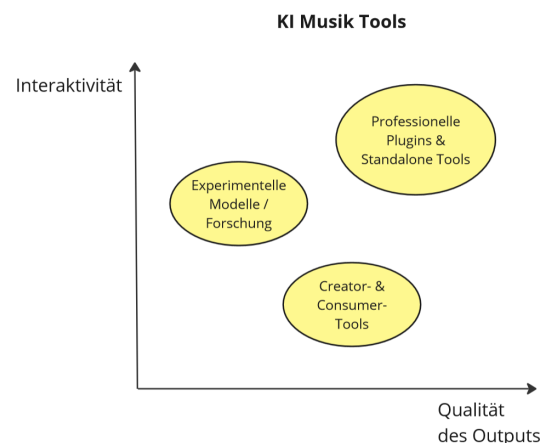 KI Musik Tools
Interaktivität
Professionelle
Plugins &
Standalone Tools
Experimentelle
Modelle /
Forschung
Creator- &
Consumer-
Tools
Qualität
des Outputs